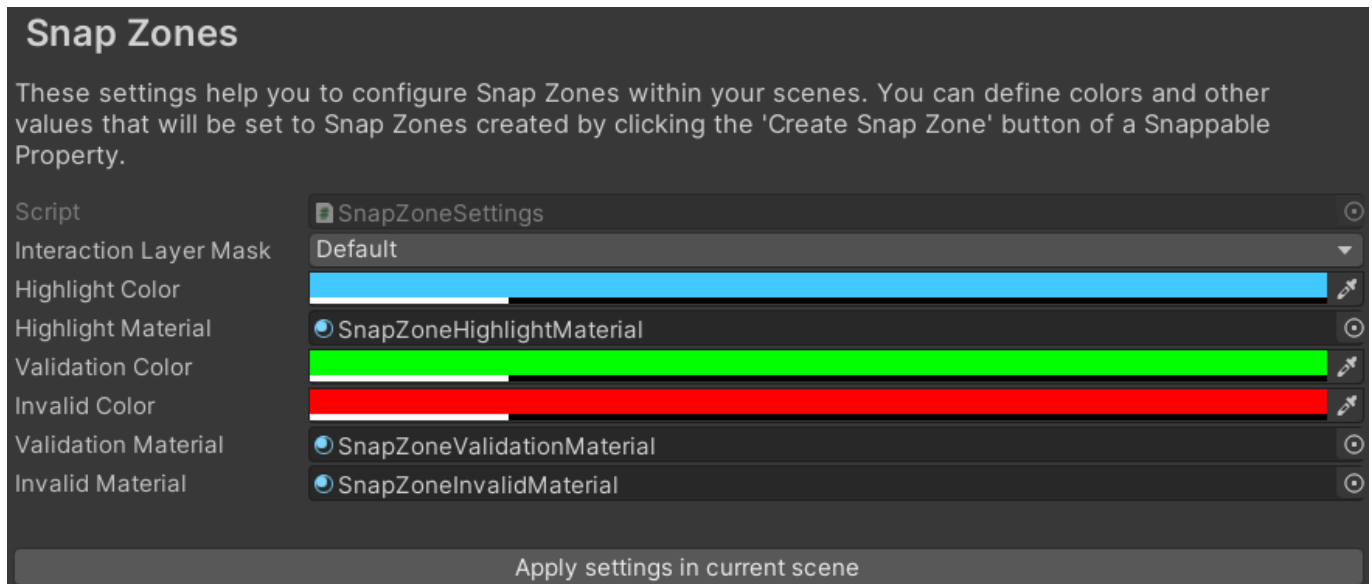 Snap Zones
These settings help you to configure Snap Zones within your scenes. You can define colors and other
values that will be set to Snap Zones created by clicking the 'Create Snap Zone' button of a Snappable
Property.
Script SnapZoneSettings
Interaction Layer Mask Default
Highlight Color
Highlight Material SnapZoneHighlightMaterial
Validation Color
Invalid Color
Validation Material SnapZoneValidationMaterial
Invalid Material SnapZoneInvalidMaterial
Apply settings in current scene